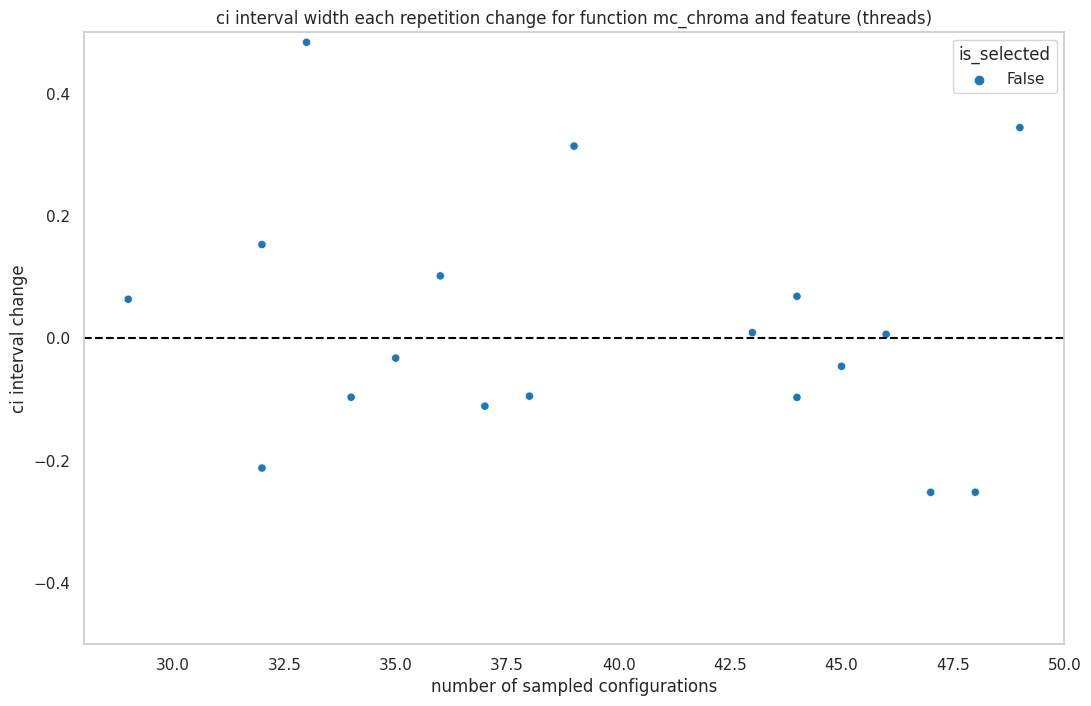 ci interval width each repetition change for function mc_chroma and feature (threads)
is_selected
False
0.4
0.2
0.0
−0.2
−0.4
ci interval change
30.0 32.5 35.0 37.5 40.0 42.5 45.0 47.5 50.0
number of sampled configurations